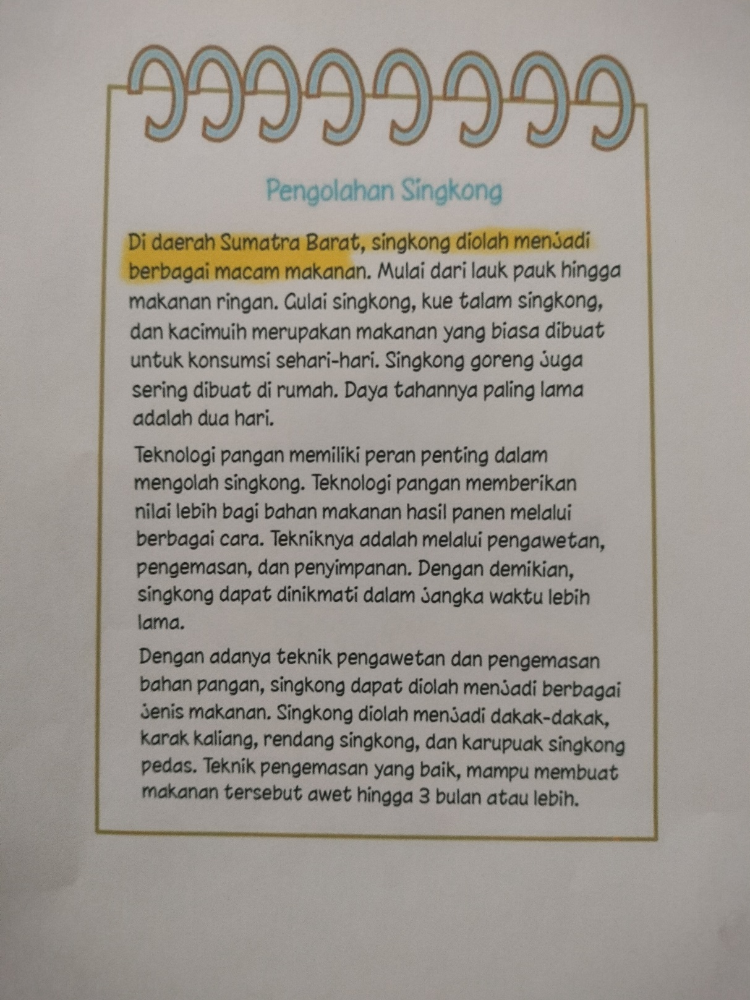 Pengolahan Singkong
Di daerah Sumatra Barat, singkong diolah menjadi
berbagai macam makanan. Mulai dari lauk pauk hingga
makanan ringan. Gulai singkong, kue talam singkong,
dan kacimuih merupakan makanan yang biasa dibuat
untuk konsumsi sehari-hari. Singkong goreng juga
sering dibuat di rumah. Daya tahannya paling lama
adalah dua hari.
Teknologi pangan memiliki peran penting dalam
mengolah singkong. Teknologi pangan memberikan
nilai lebih bagi bahan makanan hasil panen melalui
berbagai cara. Tekniknya adalah melalui pengawetan,
pengemasan, dan penyimpanan. Dengan demikian,
singkong dapat dinikmati dalam jangka waktu lebih
lama.
Dengan adanya teknik pengawetan dan pengemasan
bahan pangan, singkong dapat diolah menjadi berbagai
jenis makanan. Singkong diolah menjadi dakak-dakak,
karak kaliang, rendang singkong, dan karupuak singkong
pedas. Teknik pengemasan yang baik, mampu membuat
makanan tersebut awet hingga 3 bulan atau lebih.